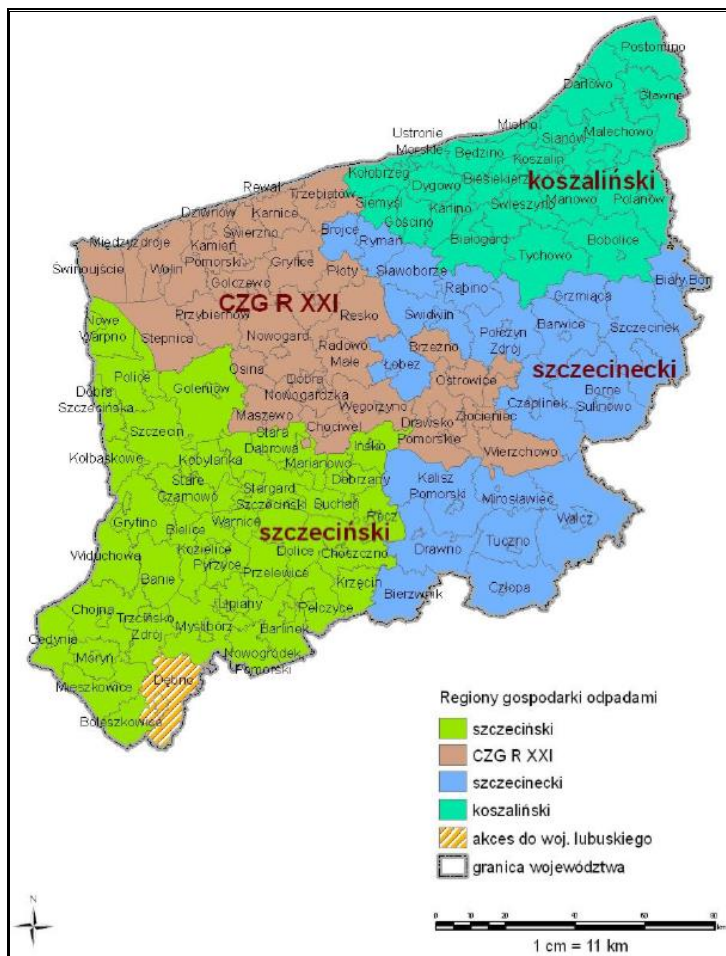 Postomino
Darłowo
Sławne
Mielno
Sianów
Malechowo
Ustronie
Morskie
Będzino
Koszalin
Kołobrzeg
Dygowo
Biesiekierz
koszaliński
Manowo
Polanów
Świeszyno
Rewal
Trzebiatów
Siemyśl
Karlino
Gościno
Białogard
Bobolice
Tychowo
Dziwnów
Karnice
Świerzno
Brojce
Rymań
Międzyzdroje
Kamień
Pomorski
Gryfice
Płoty
Sławoborze
Rąbino
Grzmiąca
Biały Bór
Świnoujście
Wolin
Golczewo
CZG R XXI
Resko
Świdwin
Połczyn
Zdrój
Barwice
Szczecinek
Nowe
Warpno
Stepnica
Przybiernów
Nowogard
Radowo
Małe
Brzeżno
Łobez
Ostrowice
szczecinecki
Police
Goleniów
Osina
Dobra
Nowogardzka
Węgorzyno
Złocieniec
Czaplinek
Borne
Sulinowo
Dobra
Szczecińska
Szczecin
Maszewo
Chociwel
Drawsko
Pomorskie
Wierzchowo
Stara
Dąbrowa
Ińsko
Kołbaskowo
Kobylanka
Marianowo
Dobrzany
Kalisz
Pomorski
Mirosławiec
Stare
Czarnowo
Stargard
Szczeciński
Suchań
Recz
Wałcz
Gryfino
Bielice
Warnice
szczeciński
Tuczno
Widuchowa
Kozielice
Pyrzyce
Dolice
Choszczno
Drawno
Banie
Przelewice
Krzęcin
Bierzwnik
Człopa
Chojna
Trzcińsko
Zdrój
Lipiany
Pełczyce
Myślibórz
Barlinek
Cedynia
Moryń
Nowogródek
Pomorski
Mieszkowice
Dębno
Boleszkowice
Regiony gospodarki odpadami
szczeciński
CZG R XXI
szczecinecki
koszaliński
akces do woj. lubuskiego
granica województwa
N
0 20 40 60 80
km
1 cm = 11 km